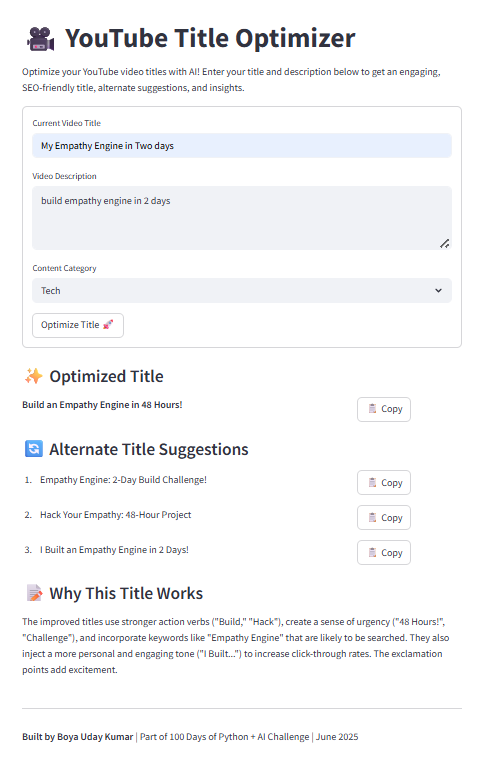 YouTube Title Optimizer
Optimize your YouTube video titles with AI! Enter your title and description below to get an engaging,
SEO-friendly title, alternate suggestions, and insights.
Current Video Title
My Empathy Engine in Two days
Video Description
build empathy engine in 2 days
Content Category
Tech
Optimize Title 🚀
✨ Optimized Title
Build an Empathy Engine in 48 Hours!
📋 Copy
🔄 Alternate Title Suggestions
1. Empathy Engine: 2-Day Build Challenge!
📋 Copy
2. Hack Your Empathy: 48-Hour Project
📋 Copy
3. I Built an Empathy Engine in 2 Days!
📋 Copy
📝 Why This Title Works
The improved titles use stronger action verbs ("Build," "Hack"), create a sense of urgency ("48 Hours!",
"Challenge"), and incorporate keywords like "Empathy Engine" that are likely to be searched. They also
inject a more personal and engaging tone ("I Built...") to increase click-through rates. The exclamation
points add excitement.
Built by Boya Uday Kumar | Part of 100 Days of Python + AI Challenge | June 2025